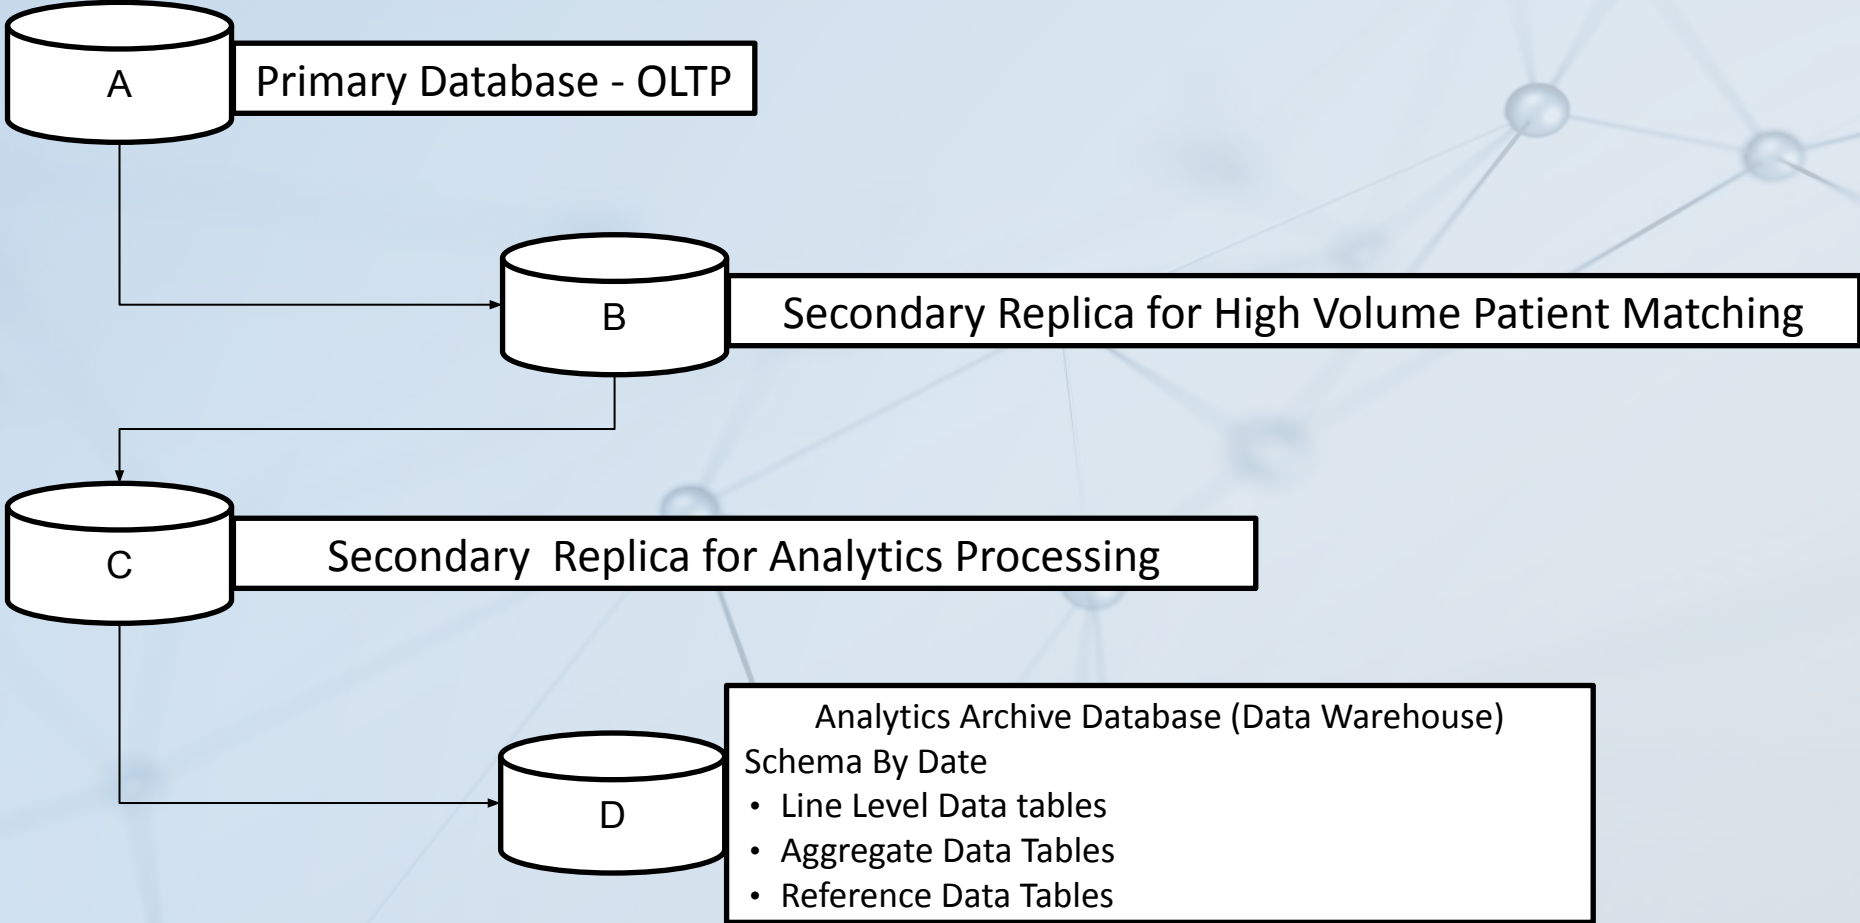 A
Primary Database - OLTP
B
Secondary Replica for High Volume Patient Matching
C
Secondary  Replica for Analytics Processing
D
Analytics Archive Database (Data Warehouse)
Schema By Date
• Line Level Data tables
• Aggregate Data Tables
• Reference Data Tables